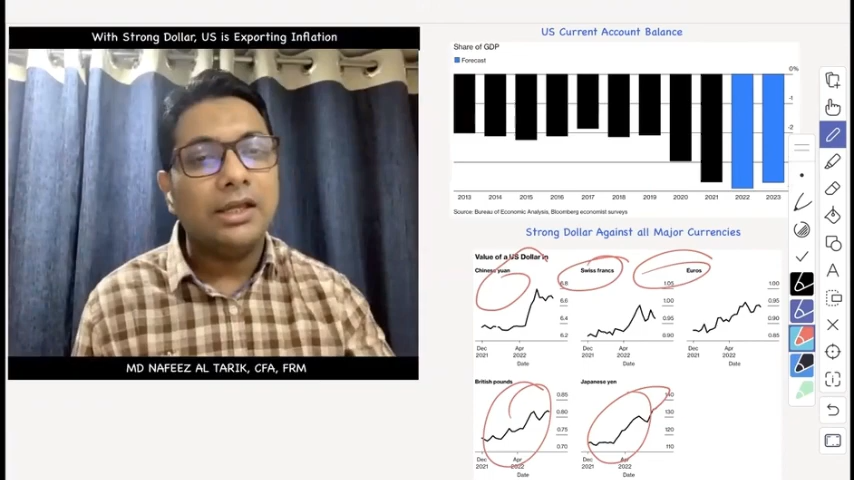 With Strong Dollar, US is Exporting Inflation
MD NAFEEZ AL TARIK, CFA, FRM
US Current Account Balance
Share of GDP
Forecast
0%
-1
-2
2013 2014 2015 2016 2017 2018 2019 2020 2021 2022 2023
Source: Bureau of Economic Analysis, Bloomberg economist surveys
Strong Dollar Against all Major Currencies
Value of a US Dollar in
Chinese yuan
6.8
6.6
6.4
6.2
Dec Apr
2021 2022
Date
Swiss francs
1.05
1.00
0.95
0.90
Dec Apr
2021 2022
Date
Euros
1.00
0.95
0.90
0.85
Dec Apr
2021 2022
Date
British pounds
0.85
0.80
0.75
0.70
Dec Apr
2021 2022
Date
Japanese yen
140
130
120
110
Dec Apr
2021 2022
Date
A